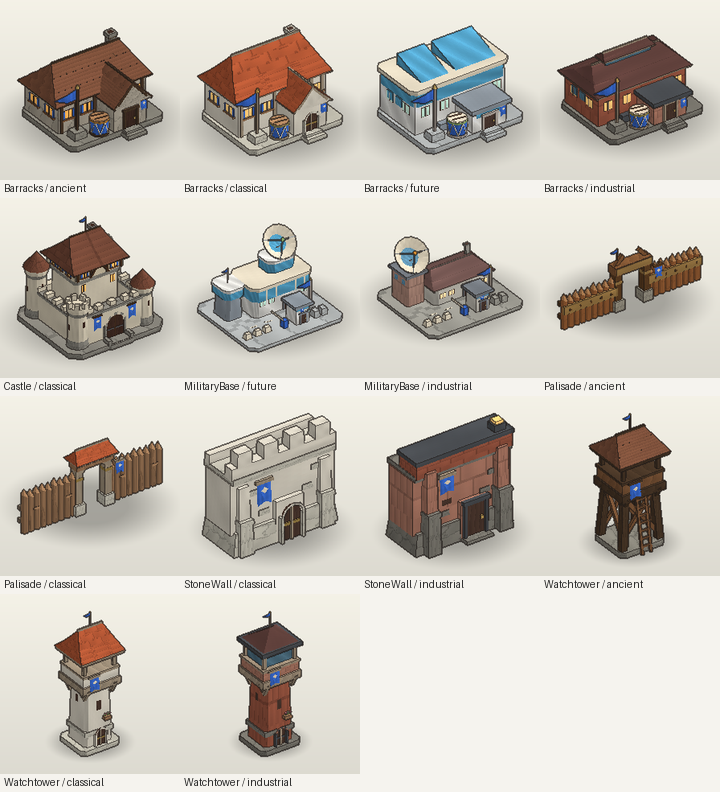 Barracks / ancient
Barracks / classical
Barracks / future
Barracks / industrial
Castle / classical
MilitaryBase / future
MilitaryBase / industrial
Palisade / ancient
Palisade / classical
StoneWall / classical
StoneWall / industrial
Watchtower / ancient
Watchtower / classical
Watchtower / industrial